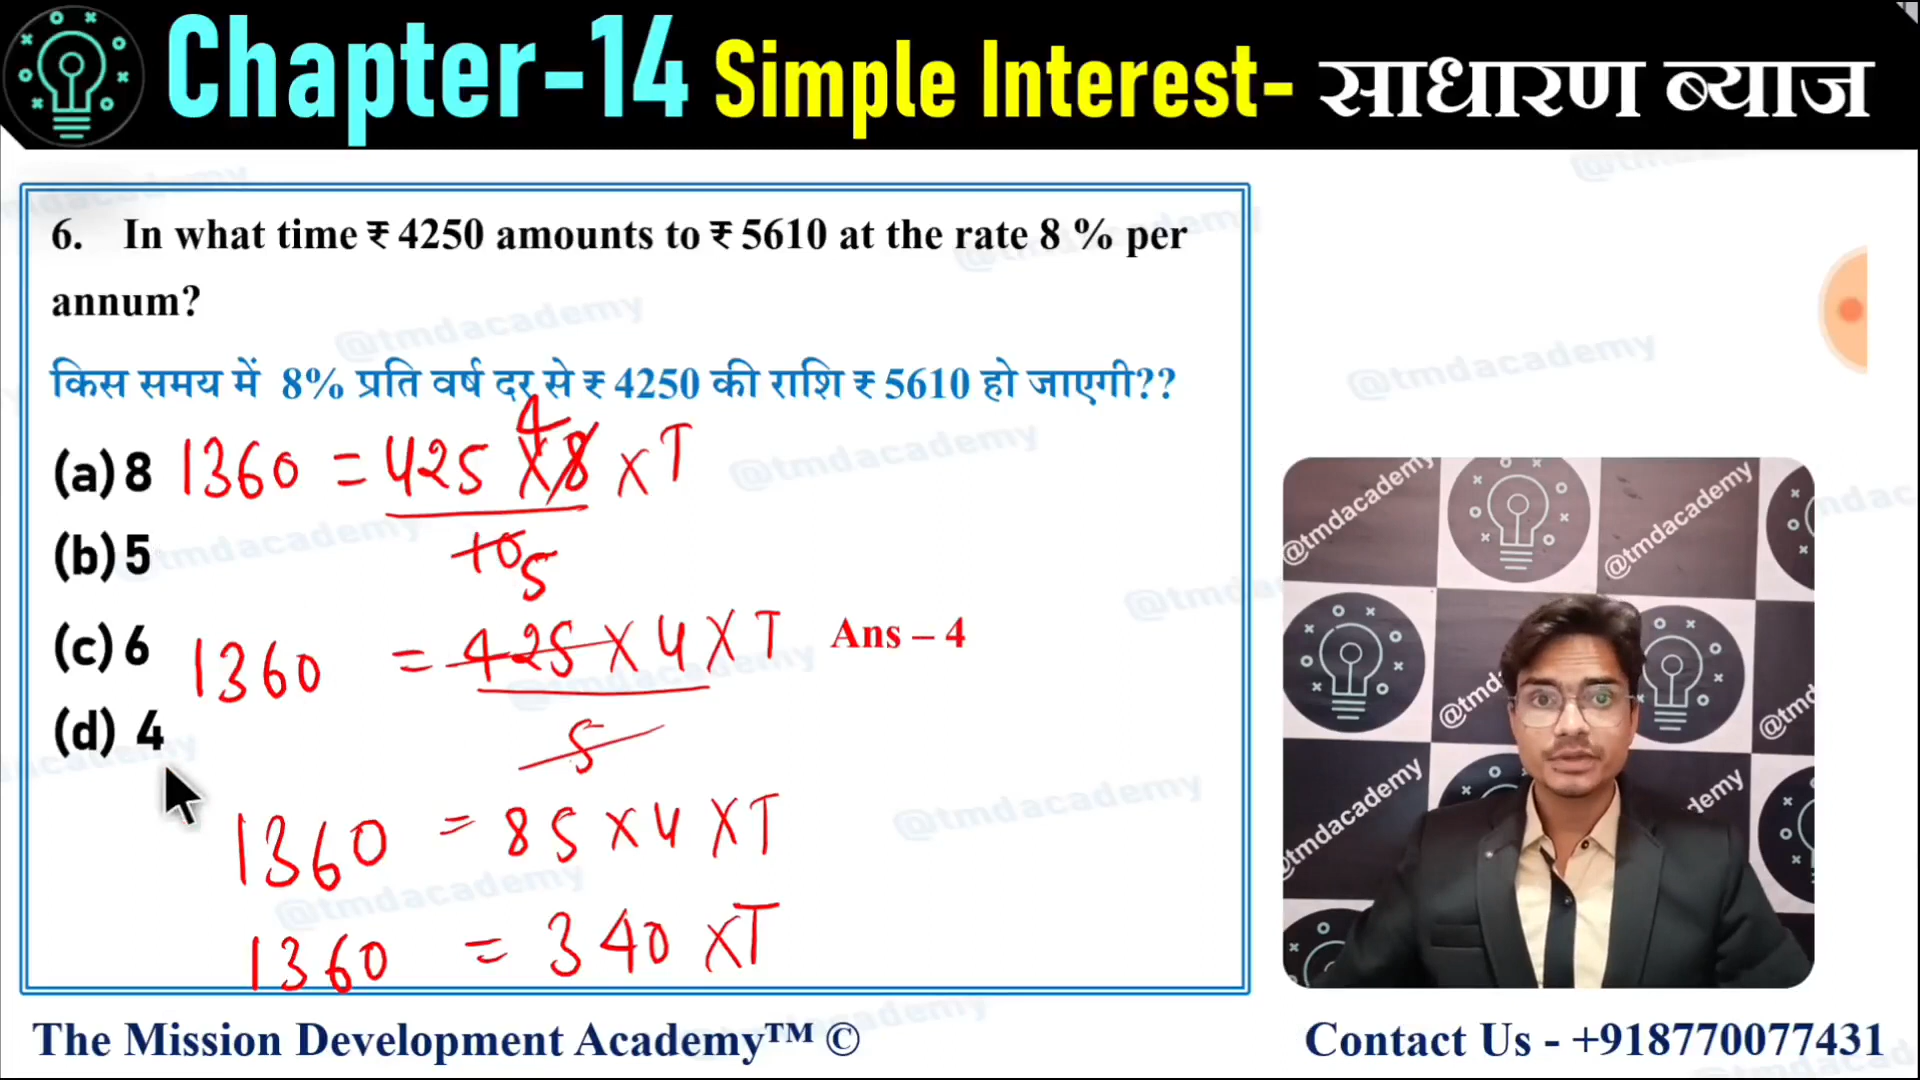 Chapter-14 Simple Interest- साधारण ब्याज
6. In what time ₹ 4250 amounts to ₹ 5610 at the rate 8 % per
annum?
किस समय में 8% प्रति वर्ष दर से ₹ 4250 की राशि ₹ 5610 हो जाएगी??
4
(a) 8 1360 = 425 X 8 X T
10
5
(b) 5
(c) 6 1360 = 425 X 4 X T Ans – 4
5
(d) 4
1360 = 85 X 4 X T
1360 = 340 X T
@tmdacademy
The Mission Development Academy™ © Contact Us - +918770077431